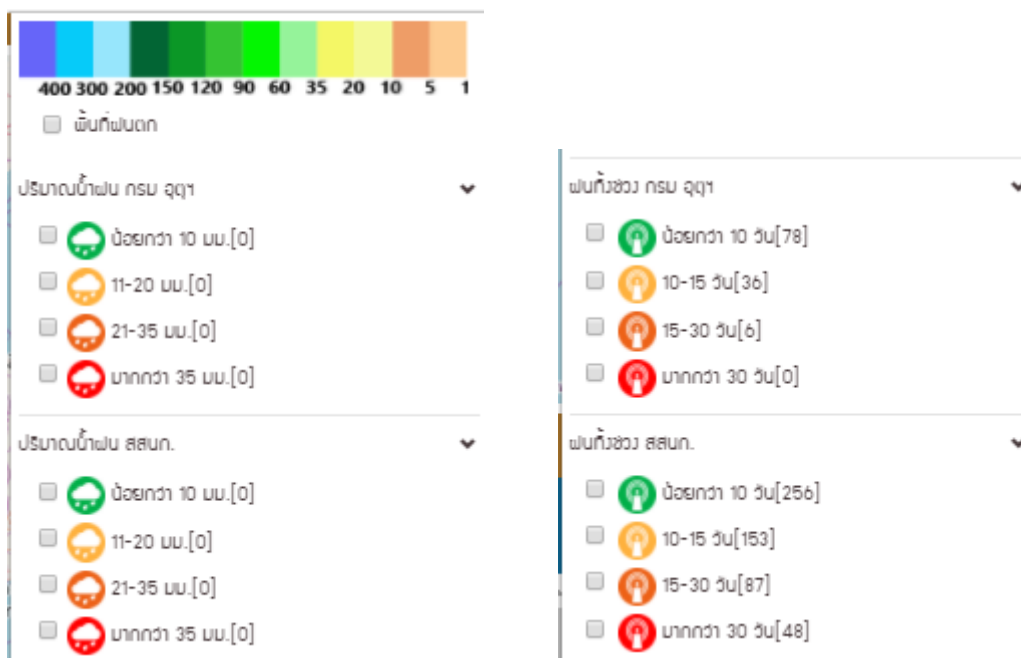 400 300 200 150 120 90 60 35 20 10 5 1
พื้นที่ฝนตก
ปริมาณน้ำฝน กรม อุตุฯ
น้อยกว่า 10 มม.[0]
11-20 มม.[0]
21-35 มม.[0]
มากกว่า 35 มม.[0]
ปริมาณน้ำฝน สสนก.
น้อยกว่า 10 มม.[0]
11-20 มม.[0]
21-35 มม.[0]
มากกว่า 35 มม.[0]
ฝนทิ้งช่วง กรม อุตุฯ
น้อยกว่า 10 วัน[78]
10-15 วัน[36]
15-30 วัน[6]
มากกว่า 30 วัน[0]
ฝนทิ้งช่วง สสนก.
น้อยกว่า 10 วัน[256]
10-15 วัน[153]
15-30 วัน[87]
มากกว่า 30 วัน[48]